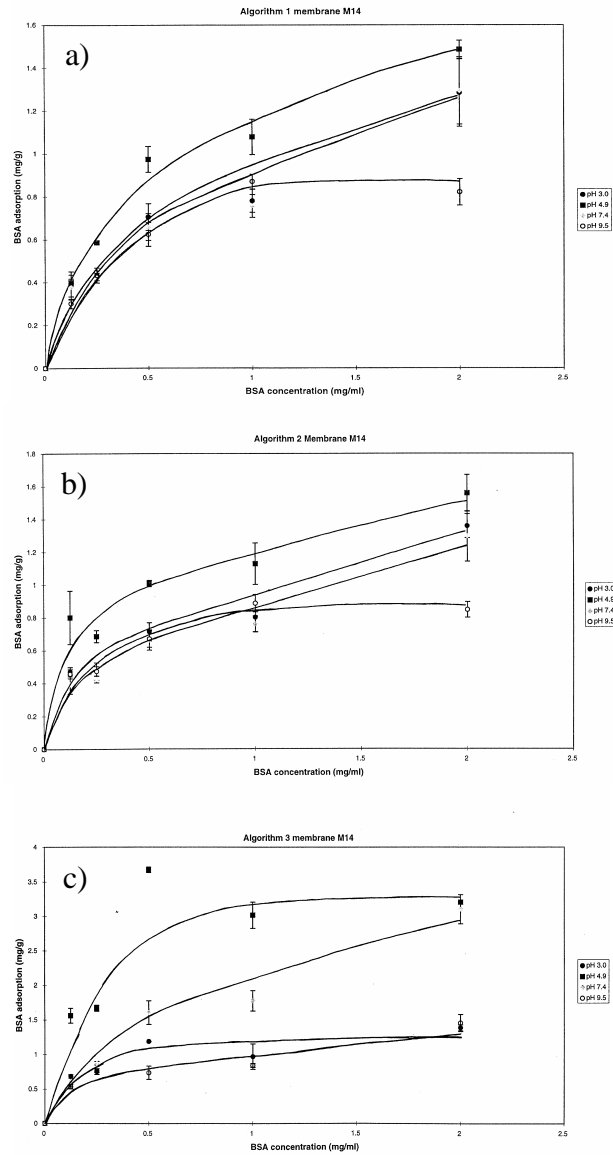 Algorithm 1 membrane M14
a)
BSA adsorption (mg/g)
1.6
1.4
1.2
1
0.8
0.6
0.4
0.2
0
0 0.5 1 1.5 2 2.5
BSA concentration (mg/ml)
pH 3.0
pH 4.9
pH 7.4
pH 9.5
Algorithm 2 Membrane M14
b)
BSA adsorption (mg/g)
1.8
1.6
1.4
1.2
1
0.8
0.6
0.4
0.2
0
0 0.5 1 1.5 2 2.5
BSA concentration (mg/ml)
pH 3.0
pH 4.9
pH 7.4
pH 9.5
Algorithm 3 membrane M14
c)
BSA adsorption (mg/g)
4
3.5
3
2.5
2
1.5
1
0.5
0
0 0.5 1 1.5 2 2.5
BSA concentration (mg/ml)
pH 3.0
pH 4.9
pH 7.4
pH 9.5